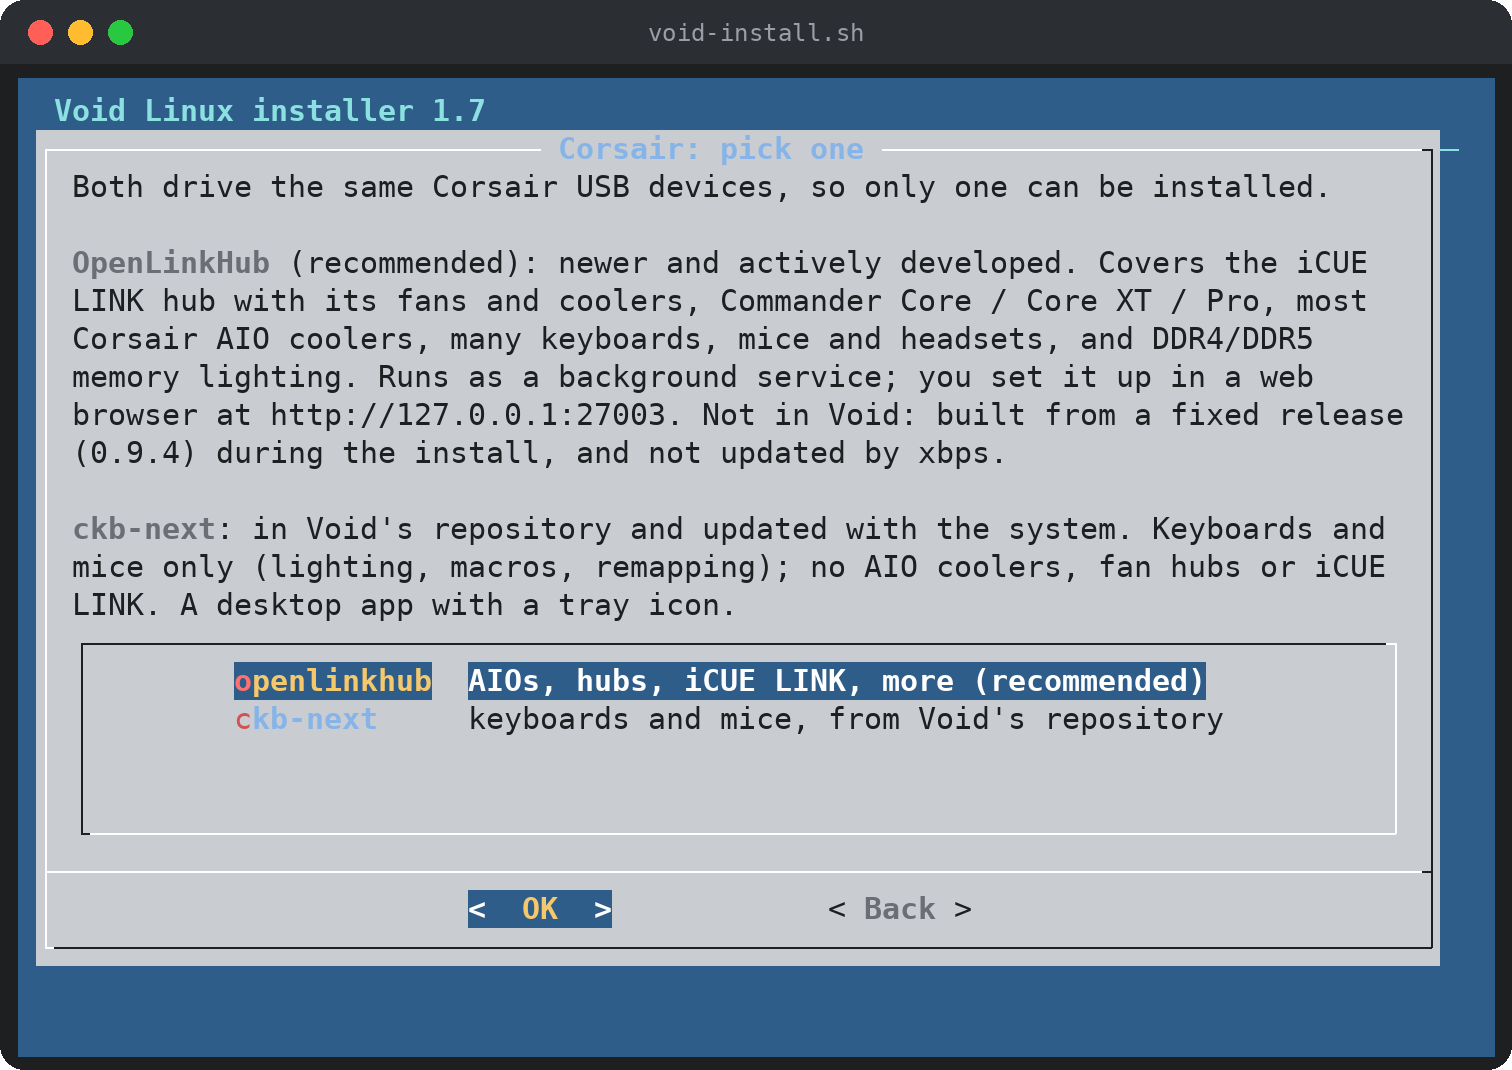 void-install.sh
Void Linux installer 1.7
Corsair: pick one
Both drive the same Corsair USB devices, so only one can be installed.
OpenLinkHub (recommended): newer and actively developed. Covers the iCUE
LINK hub with its fans and coolers, Commander Core / Core XT / Pro, most
Corsair AIO coolers, many keyboards, mice and headsets, and DDR4/DDR5
memory lighting. Runs as a background service; you set it up in a web
browser at http://127.0.0.1:27003. Not in Void: built from a fixed release
(0.9.4) during the install, and not updated by xbps.
ckb-next: in Void's repository and updated with the system. Keyboards and
mice only (lighting, macros, remapping); no AIO coolers, fan hubs or iCUE
LINK. A desktop app with a tray icon.
openlinkhub  AIOs, hubs, iCUE LINK, more (recommended)
ckb-next     keyboards and mice, from Void's repository
<  OK  >            < Back >